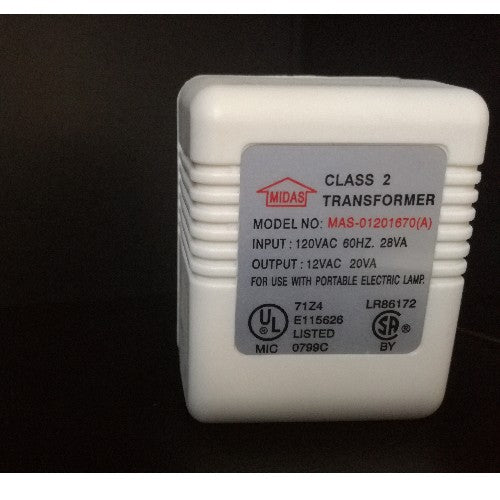 MIDAS
CLASS 2
TRANSFORMER
MODEL NO: MAS-01201670(A)
INPUT : 120VAC 60HZ. 28VA
OUTPUT : 12VAC 20VA
FOR USE WITH PORTABLE ELECTRIC LAMP.
UL
71Z4
E115626
LISTED
MIC 0799C
LR86172
SA
BY